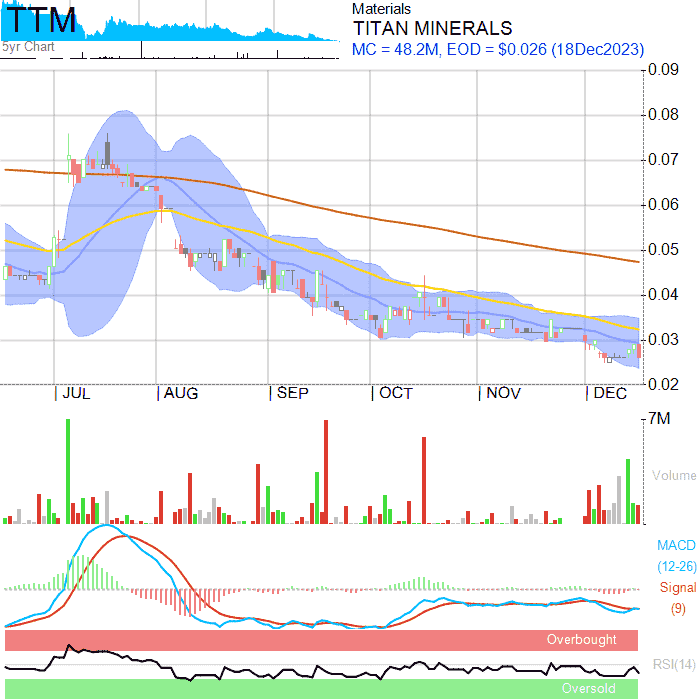 TTM
5yr Chart
Materials
TITAN MINERALS
MC = 48.2M, EOD = $0.026 (18Dec2023)
0.09
0.08
0.07
0.06
0.05
0.04
0.03
0.02
JUL AUG SEP OCT NOV DEC
7M
Volume
MACD
(12-26)
Signal
(9)
Overbought
RSI(14)
Oversold